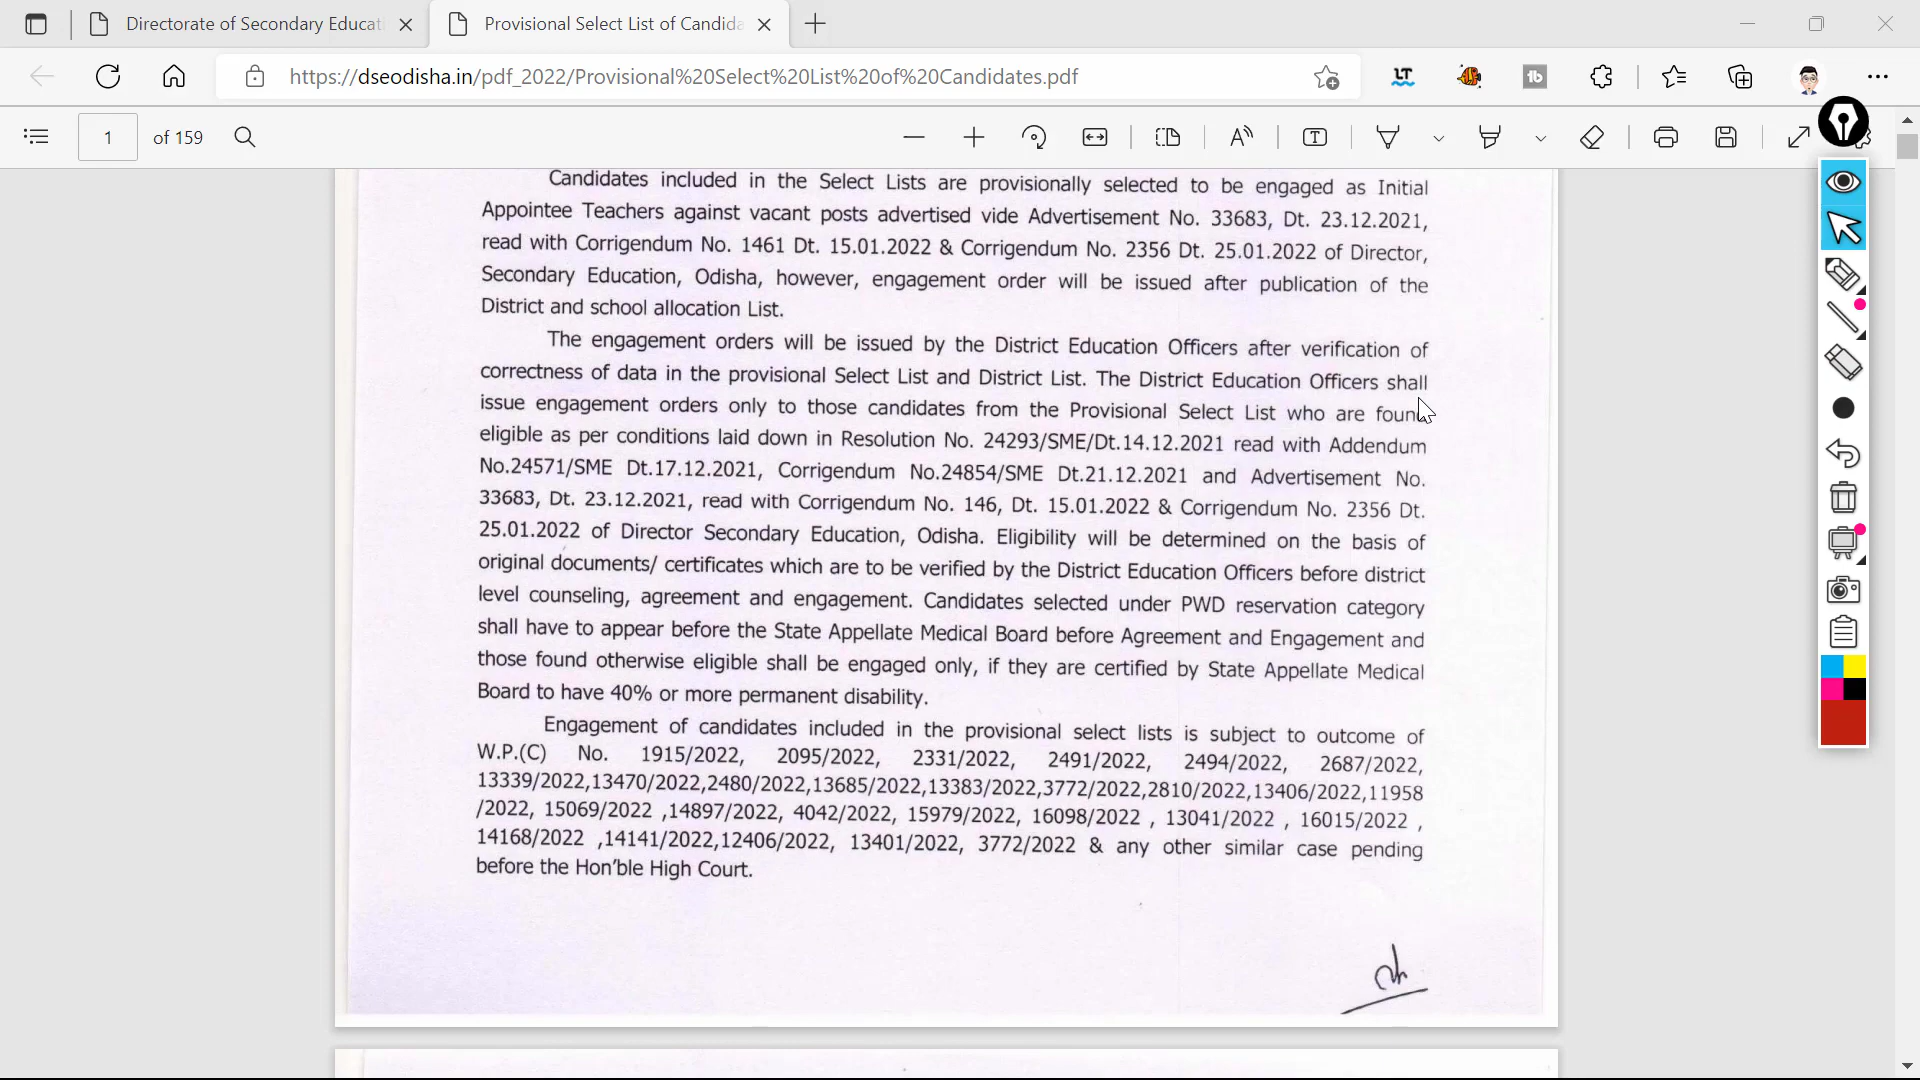 Directorate of Secondary Educat
Provisional Select List of Candida
https://dseodisha.in/pdf_2022/Provisional%20Select%20List%20of%20Candidates.pdf
1 of 159
Candidates included in the Select Lists are provisionally selected to be engaged as Initial
Appointee Teachers against vacant posts advertised vide Advertisement No. 33683, Dt. 23.12.2021,
read with Corrigendum No. 1461 Dt. 15.01.2022 & Corrigendum No. 2356 Dt. 25.01.2022 of Director,
Secondary Education, Odisha, however, engagement order will be issued after publication of the
District and school allocation List.
The engagement orders will be issued by the District Education Officers after verification of
correctness of data in the provisional Select List and District List. The District Education Officers shall
issue engagement orders only to those candidates from the Provisional Select List who are found
eligible as per conditions laid down in Resolution No. 24293/SME/Dt.14.12.2021 read with Addendum
No.24571/SME Dt.17.12.2021, Corrigendum No.24854/SME Dt.21.12.2021 and Advertisement No.
33683, Dt. 23.12.2021, read with Corrigendum No. 146, Dt. 15.01.2022 & Corrigendum No. 2356 Dt.
25.01.2022 of Director Secondary Education, Odisha. Eligibility will be determined on the basis of
original documents/ certificates which are to be verified by the District Education Officers before district
level counseling, agreement and engagement. Candidates selected under PWD reservation category
shall have to appear before the State Appellate Medical Board before Agreement and Engagement and
those found otherwise eligible shall be engaged only, if they are certified by State Appellate Medical
Board to have 40% or more permanent disability.
Engagement of candidates included in the provisional select lists is subject to outcome of
W.P.(C) No. 1915/2022, 2095/2022, 2331/2022, 2491/2022, 2494/2022, 2687/2022,
13339/2022,13470/2022,2480/2022,13685/2022,13383/2022,3772/2022,2810/2022,13406/2022,11958
/2022, 15069/2022 ,14897/2022, 4042/2022, 15979/2022, 16098/2022 , 13041/2022 , 16015/2022 ,
14168/2022 ,14141/2022,12406/2022, 13401/2022, 3772/2022 & any other similar case pending
before the Hon'ble High Court.